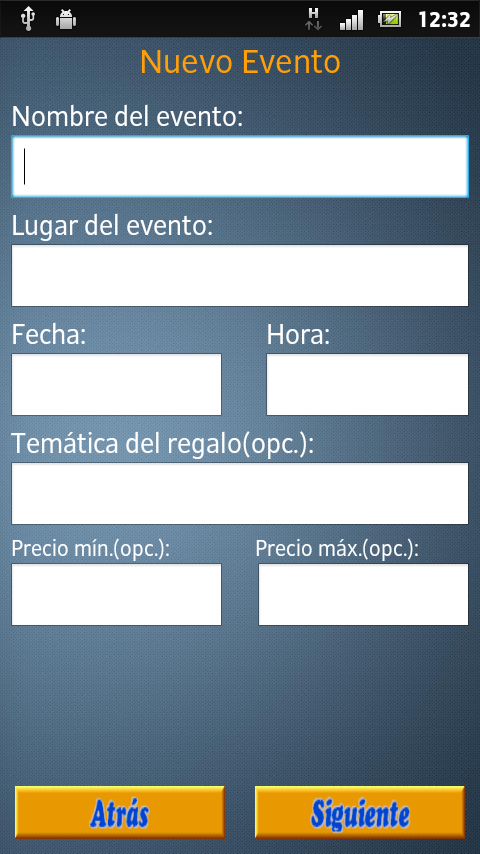 H 12:32
Nuevo Evento
Nombre del evento:
Lugar del evento:
Fecha: Hora:
Temática del regalo(opc.):
Precio mín.(opc.): Precio máx.(opc.):
Atrás Siguiente